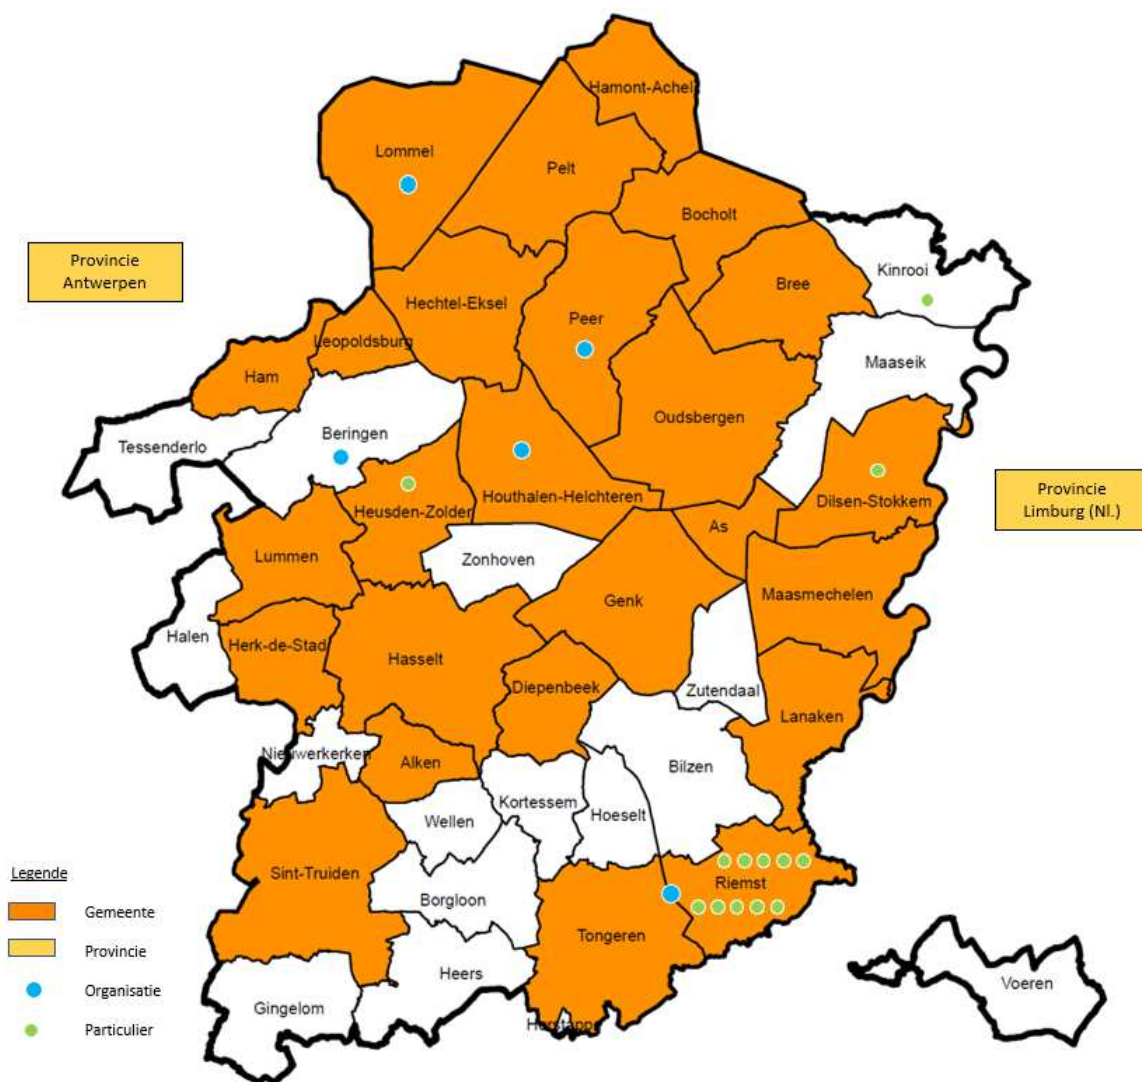 Hamont-Achel
Lommel
Pelt
Bocholt
Provincie
Antwerpen
Kinrooi
Bree
Hechtel-Eksel
Peer
Leopoldsburg
Maaseik
Ham
Oudsbergen
Beringen
Tessenderlo
Provincie
Limburg (Nl.)
Houthalen-Helchteren
Dilsen-Stokkem
Heusden-Zolder
As
Lummen
Zonhoven
Maasmechelen
Genk
Halen
Herk-de-Stad
Hasselt
Diepenbeek
Zutendaal
Lanaken
Nieuwerkerken
Alken
Bilzen
Kortessem
Hoeselt
Wellen
Sint-Truiden
Riemst
Borgloon
Tongeren
Heers
Voeren
Gingelom
Herstappe
Legende
Gemeente
Provincie
Organisatie
Particulier